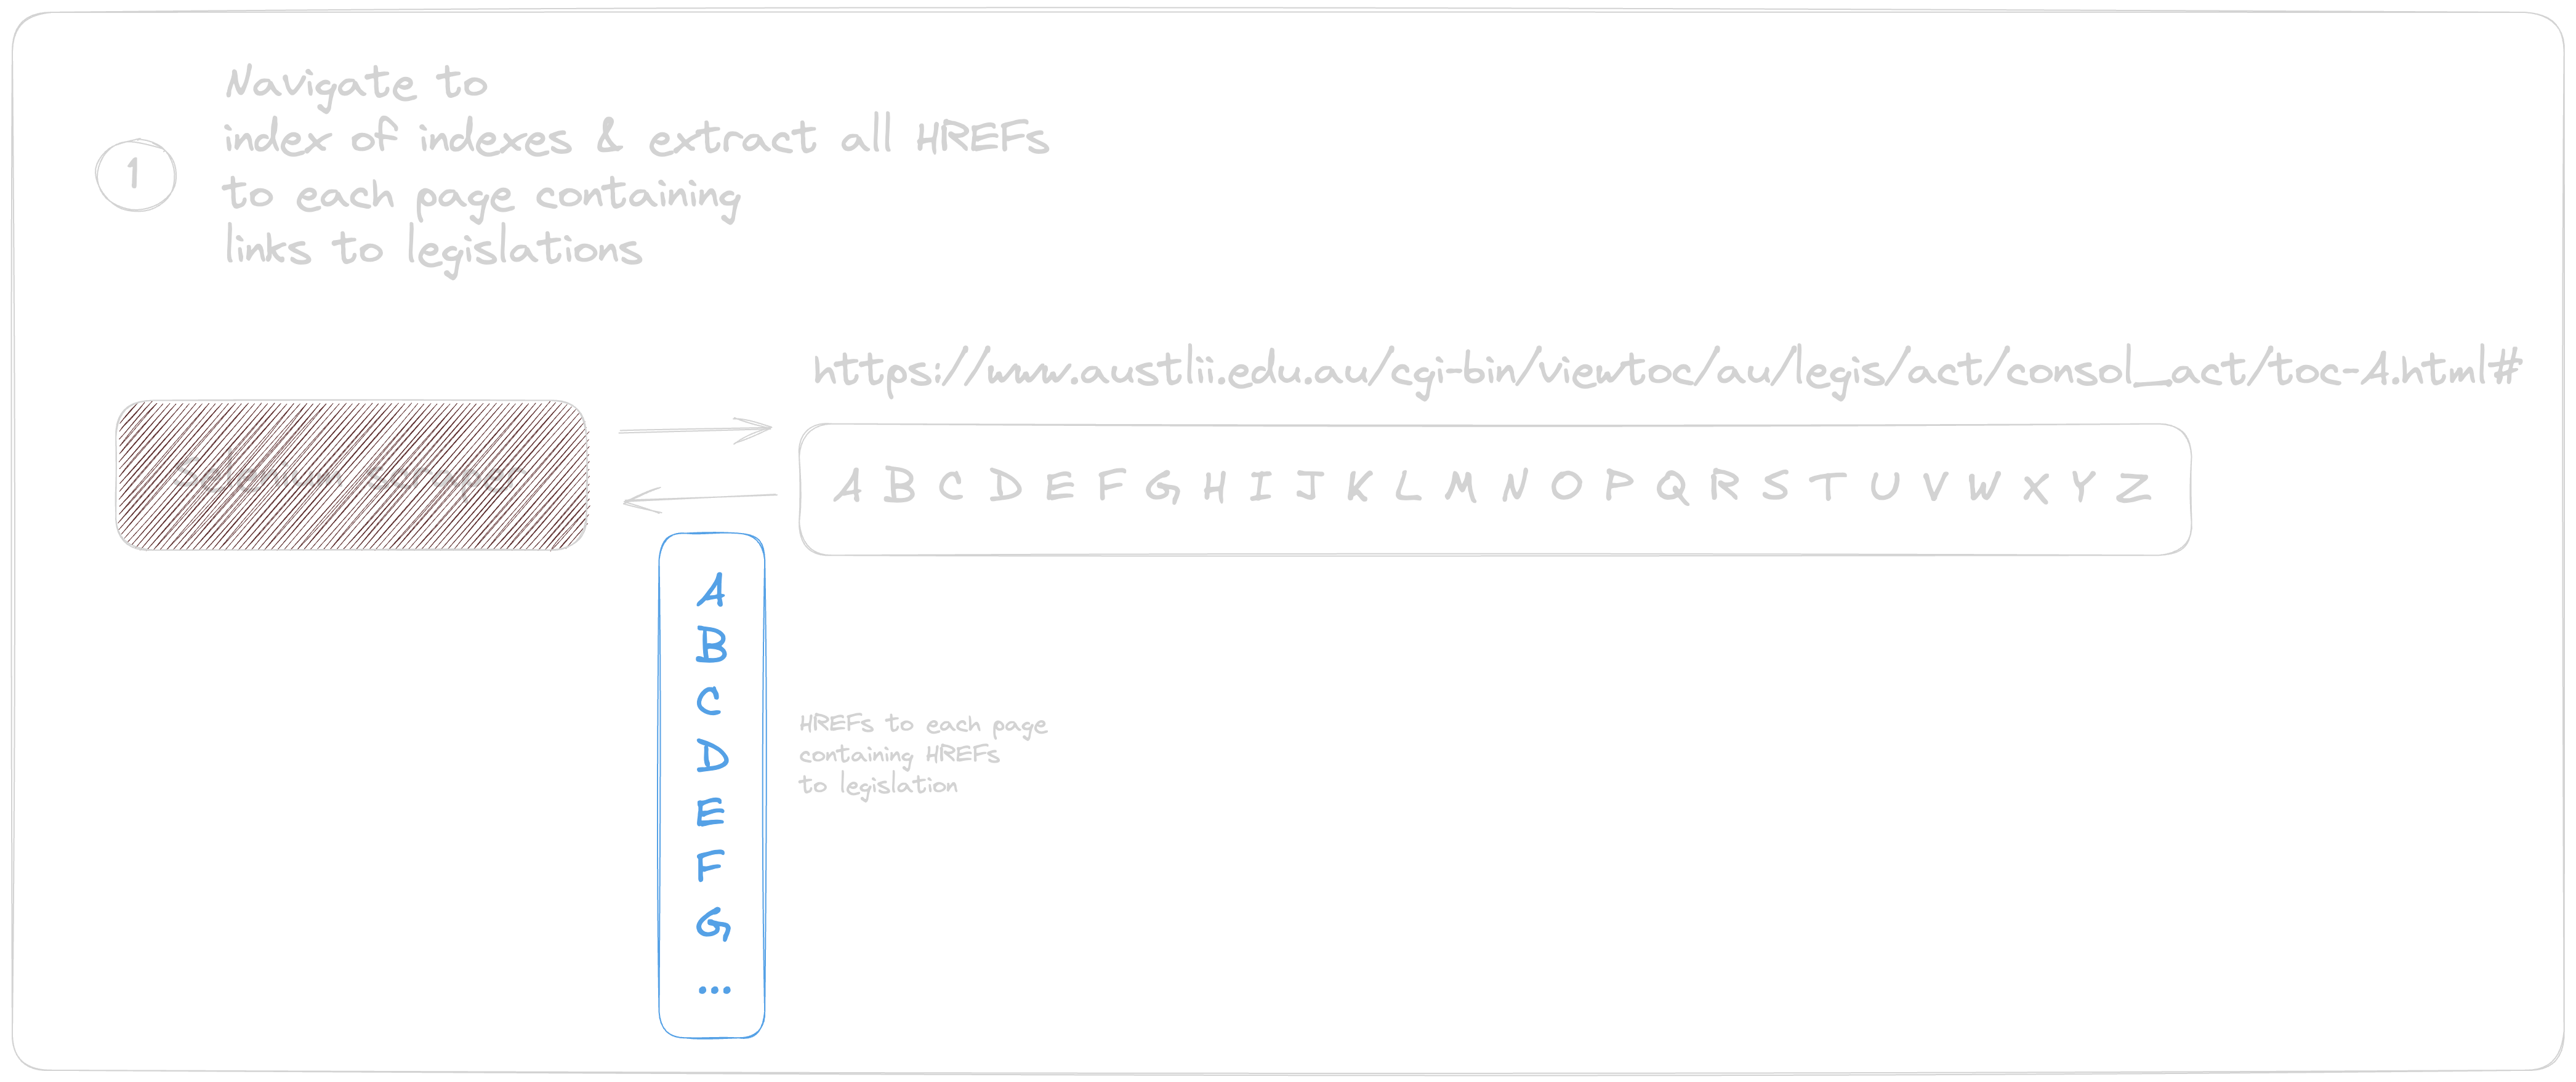 Navigate to
index of indexes & extract all HREFs
to each page containing
links to legislations
1
https://www.austlii.edu.au/cgi-bin/viewtoc/au/legis/act/consol_act/toc-A.html#
Selenium scraper
A B C D E F G H I J K L M N O P Q R S T U V W X Y Z
A
B
C
D
E
F
G
...
HREFs to each page
containing HREFs
to legislation